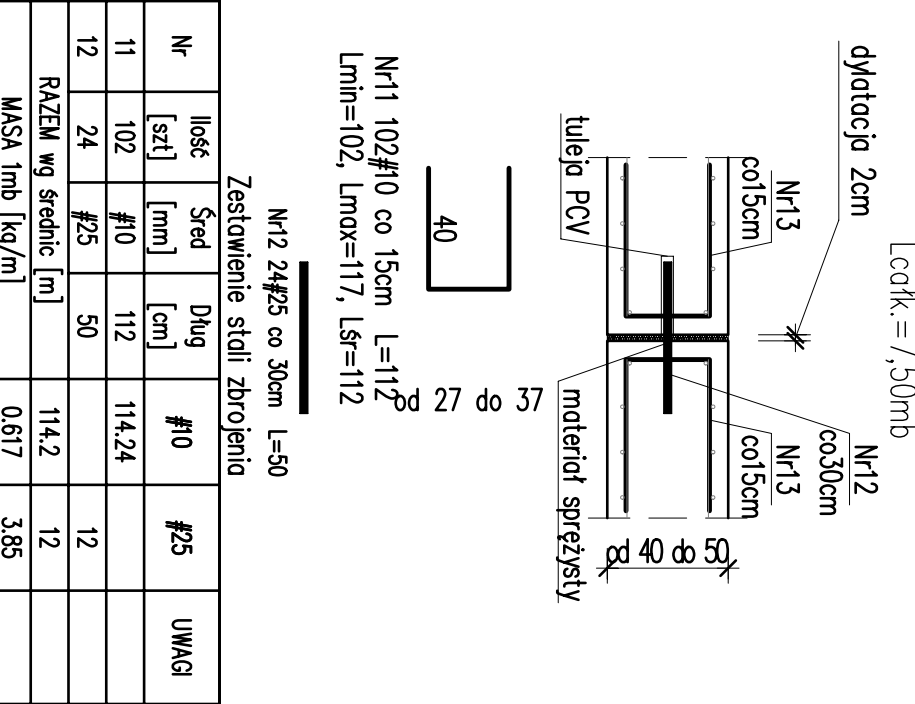 Lcałk.=7,50mb
dylatacja 2cm
Nr13
co15cm
Nr12
co30cm
Nr13
co15cm
tuleja PCV
materiał sprężysty
od 40 do 50
40
od 27 do 37
Nr11 102#10 co 15cm L=112
Lmin=102, Lmax=117, Lśr=112
Nr12 24#25 co 30cm L=50
Zestawienie stali zbrojenia
Nr Ilość [szt] Śred [mm] Dług [cm] #10 #25 UWAGI
11 102 #10 112 114.24
12 24 #25 50 12
RAZEM wg średnic [m] 114.2 12
MASA 1mb [kg/m] 0.617 3.85